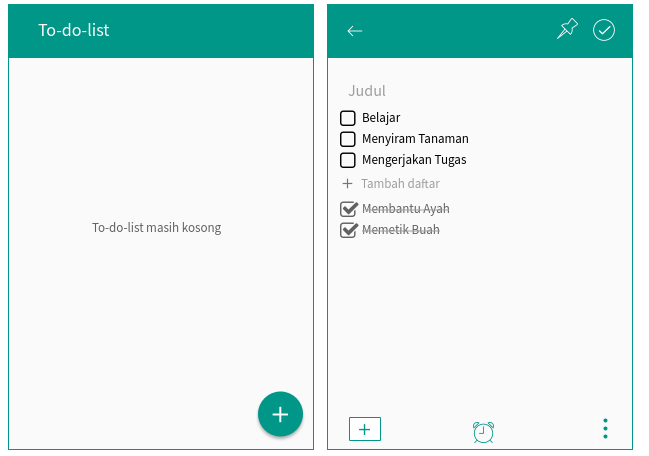 To-do-list
To-do-list masih kosong
Judul
Belajar
Menyiram Tanaman
Mengerjakan Tugas
Tambah daftar
Membantu Ayah
Memetik Buah